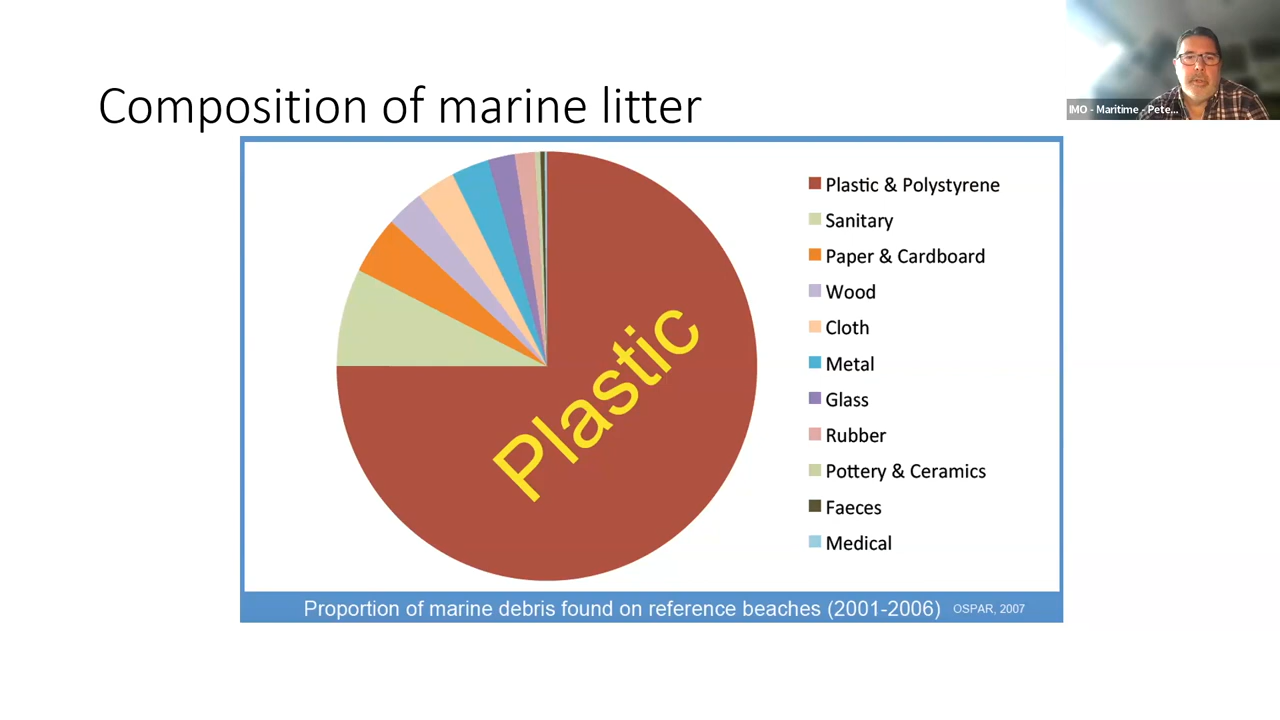 IMO - Maritime - Pete...
Composition of marine litter
Plastic
Plastic & Polystyrene
Sanitary
Paper & Cardboard
Wood
Cloth
Metal
Glass
Rubber
Pottery & Ceramics
Faeces
Medical
Proportion of marine debris found on reference beaches (2001-2006) OSPAR, 2007